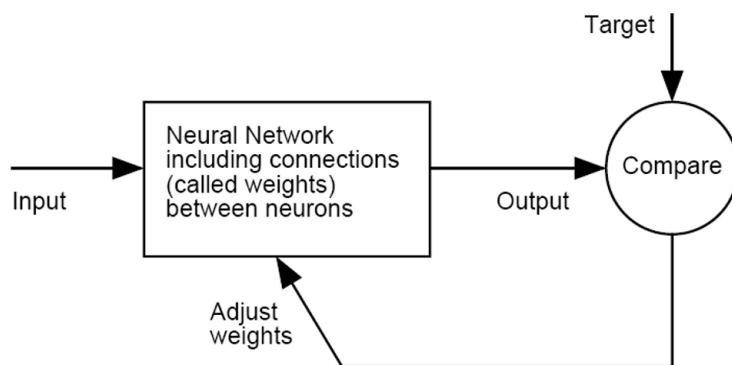 Target
Neural Network
including connections
(called weights)
between neurons
Compare
Input
Output
Adjust
weights